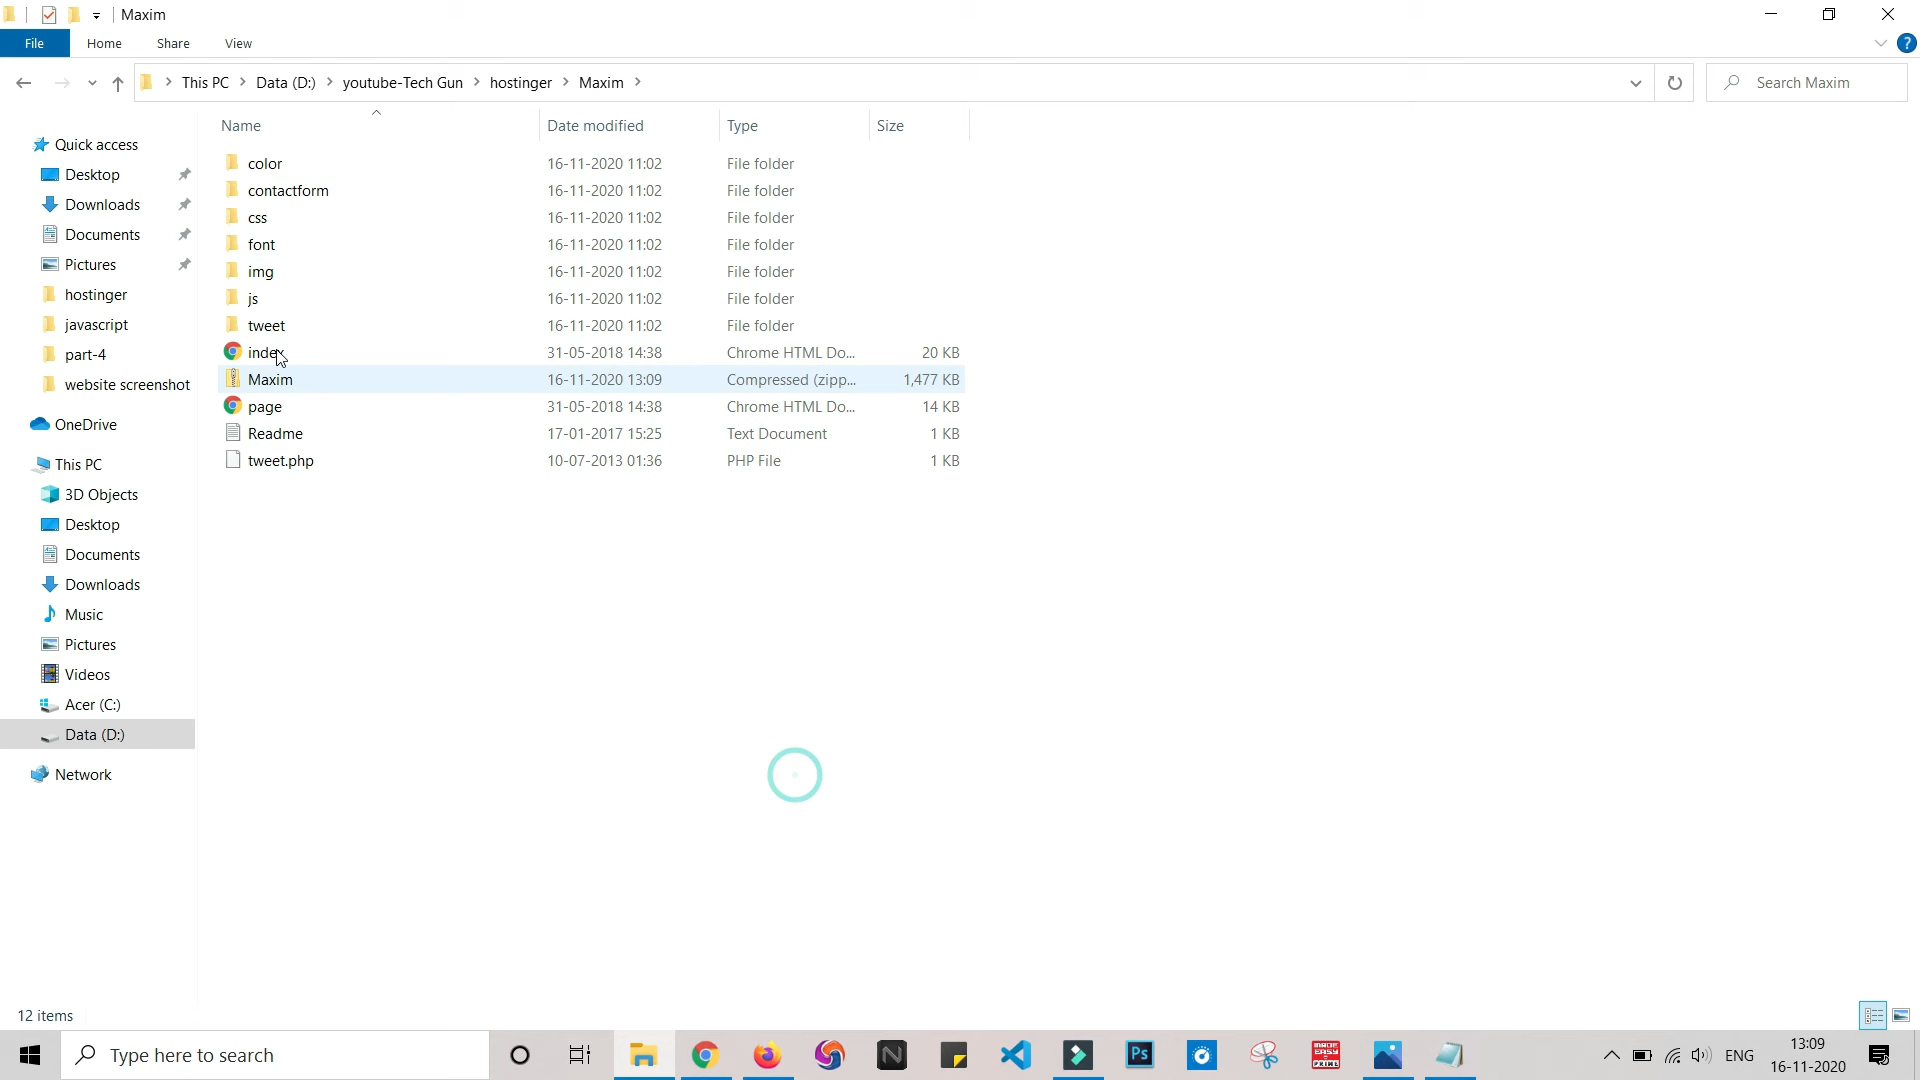 Maxim
File Home Share View
This PC Data (D:) youtube-Tech Gun hostinger Maxim Search Maxim
Name Date modified Type Size
Quick access
Desktop
Downloads
Documents
Pictures
hostinger
javascript
part-4
website screenshot
OneDrive
This PC
3D Objects
Desktop
Documents
Downloads
Music
Pictures
Videos
Acer (C:)
Data (D:)
Network
color 16-11-2020 11:02 File folder
contactform 16-11-2020 11:02 File folder
css 16-11-2020 11:02 File folder
font 16-11-2020 11:02 File folder
img 16-11-2020 11:02 File folder
js 16-11-2020 11:02 File folder
tweet 16-11-2020 11:02 File folder
index 31-05-2018 14:38 Chrome HTML Do... 20 KB
Maxim 16-11-2020 13:09 Compressed (zipp... 1,477 KB
page 31-05-2018 14:38 Chrome HTML Do... 14 KB
Readme 17-01-2017 15:25 Text Document 1 KB
tweet.php 10-07-2013 01:36 PHP File 1 KB
12 items
Type here to search
Ps
MADE EASY PRIME
ENG
13:09
16-11-2020